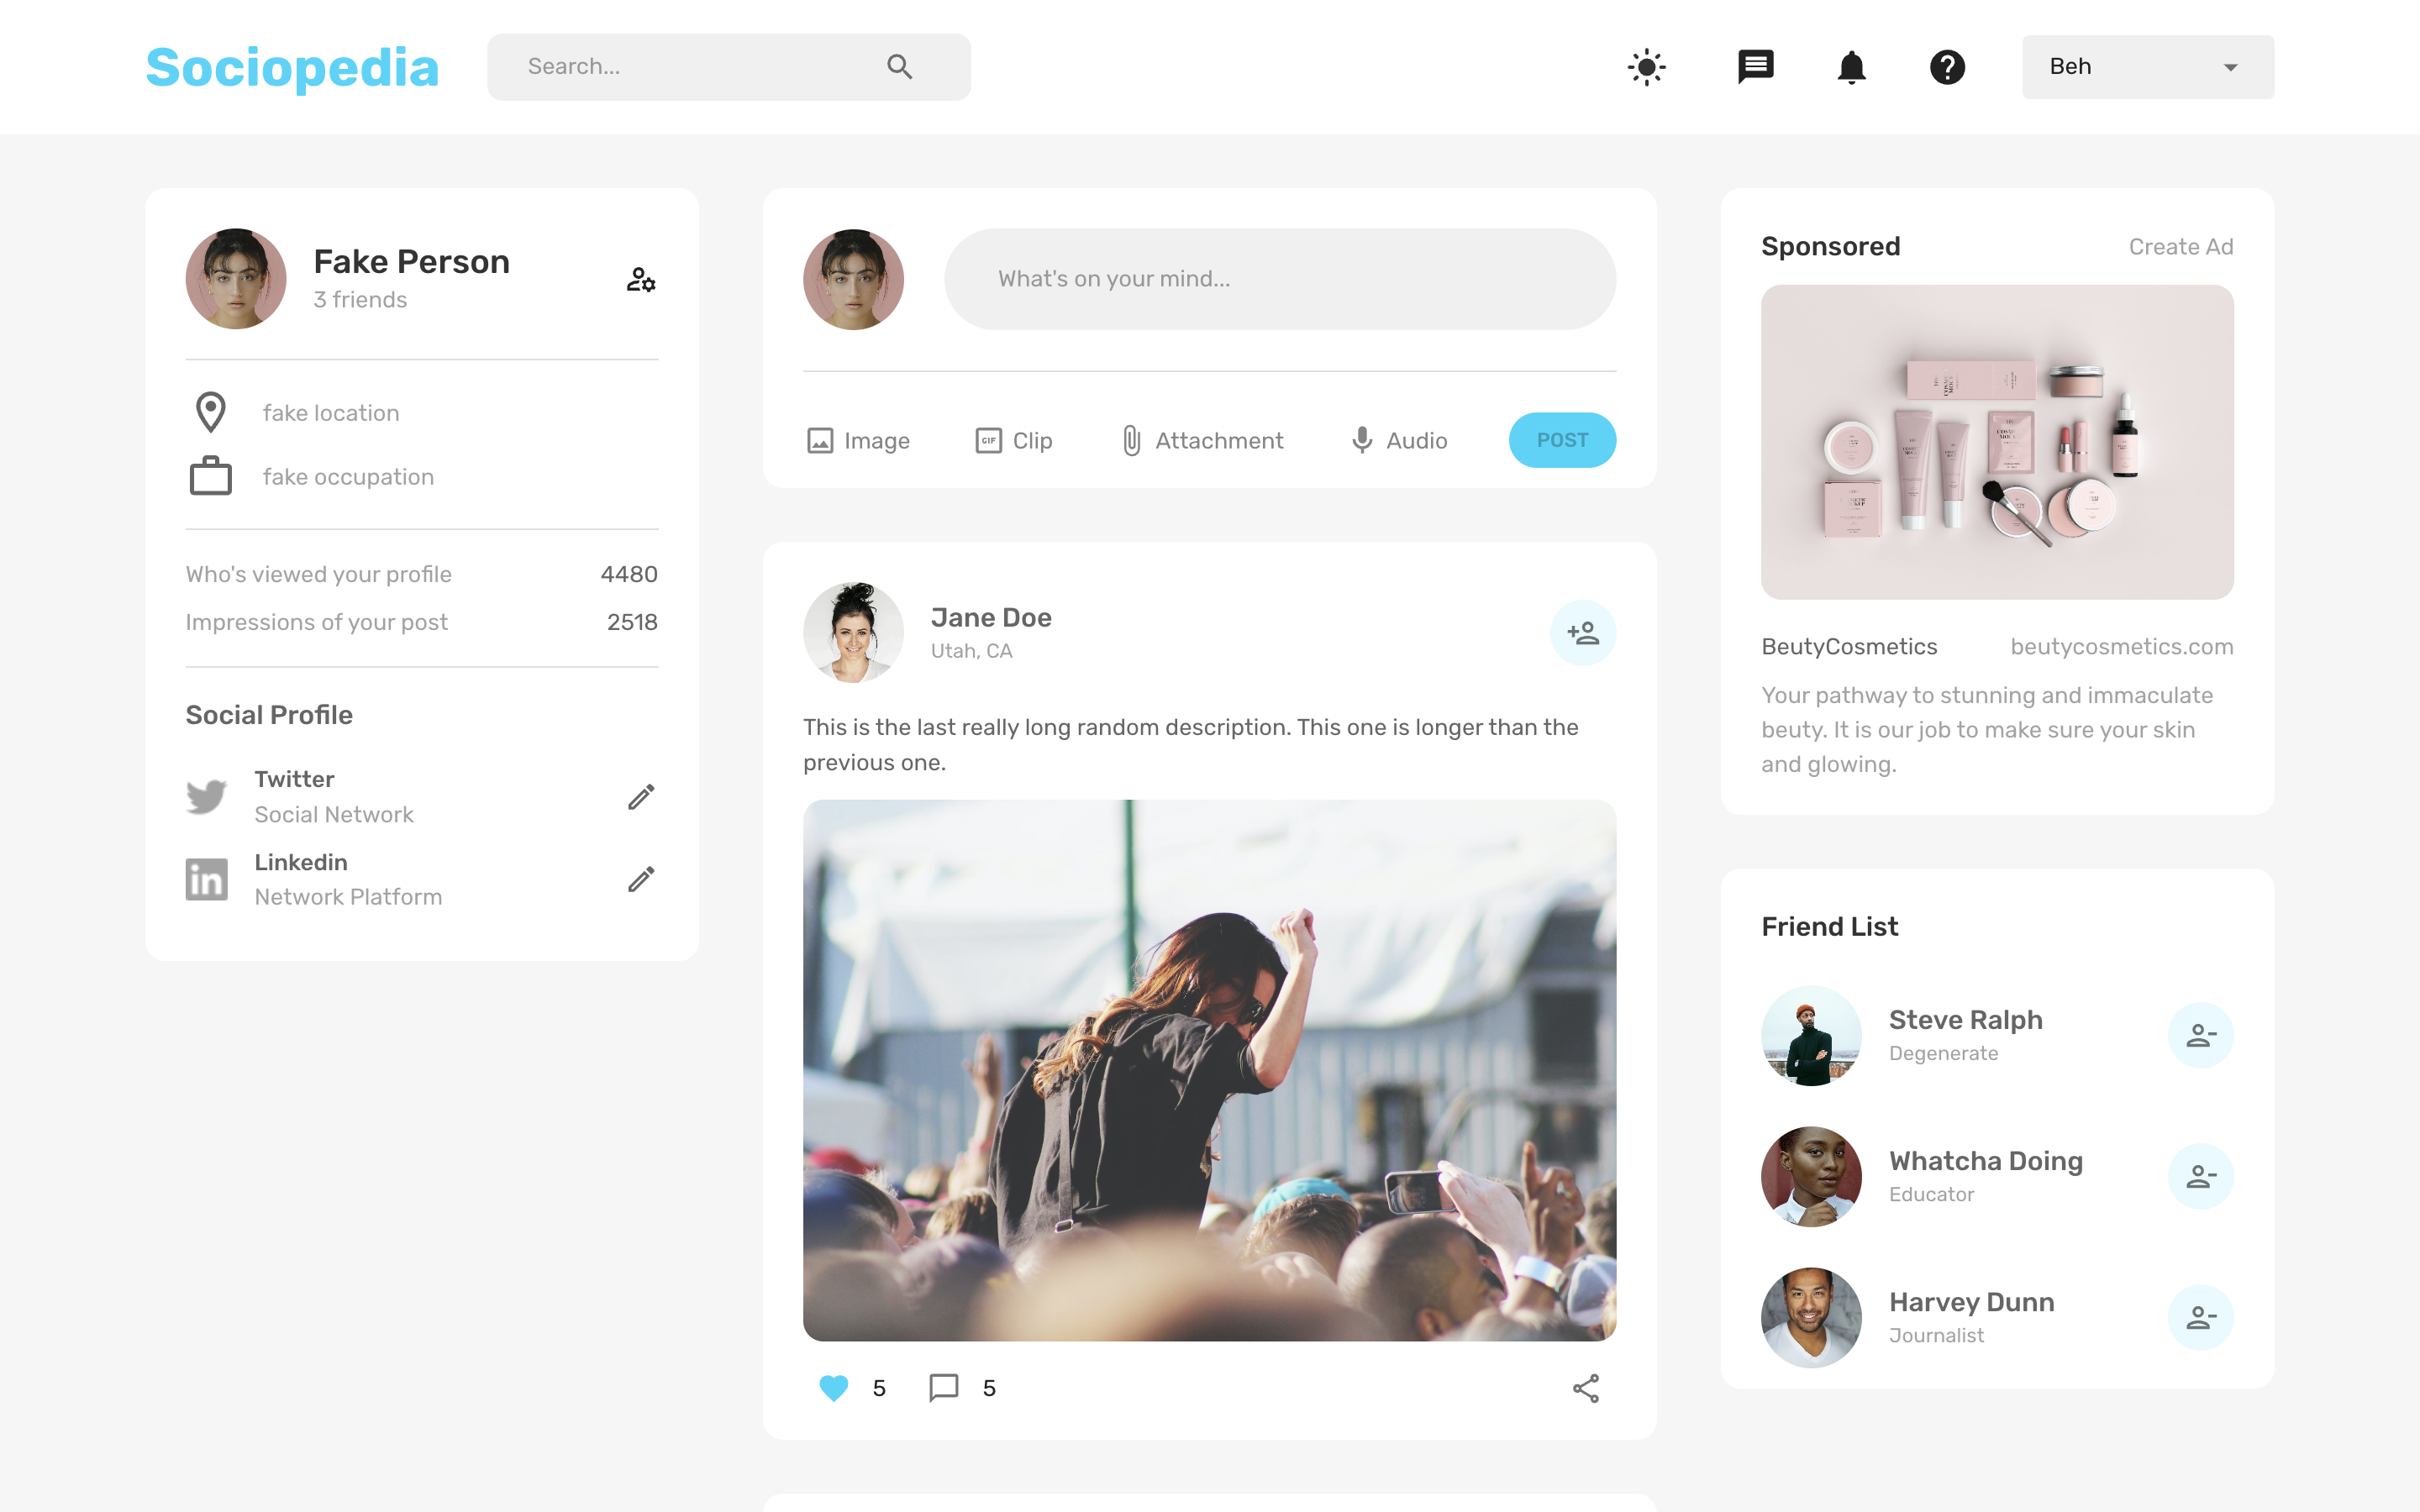 Sociopedia
Search...
Beh
Fake Person
3 friends
fake location
fake occupation
Who's viewed your profile 4480
Impressions of your post 2518
Social Profile
Twitter
Social Network
Linkedin
Network Platform
What's on your mind...
Image
GIF
Clip
Attachment
Audio
POST
Jane Doe
Utah, CA
This is the last really long random description. This one is longer than the
previous one.
5
5
Sponsored
Create Ad
BeutyCosmetics
beutycosmetics.com
Your pathway to stunning and immaculate
beuty. It is our job to make sure your skin
and glowing.
Friend List
Steve Ralph
Degenerate
Whatcha Doing
Educator
Harvey Dunn
Journalist